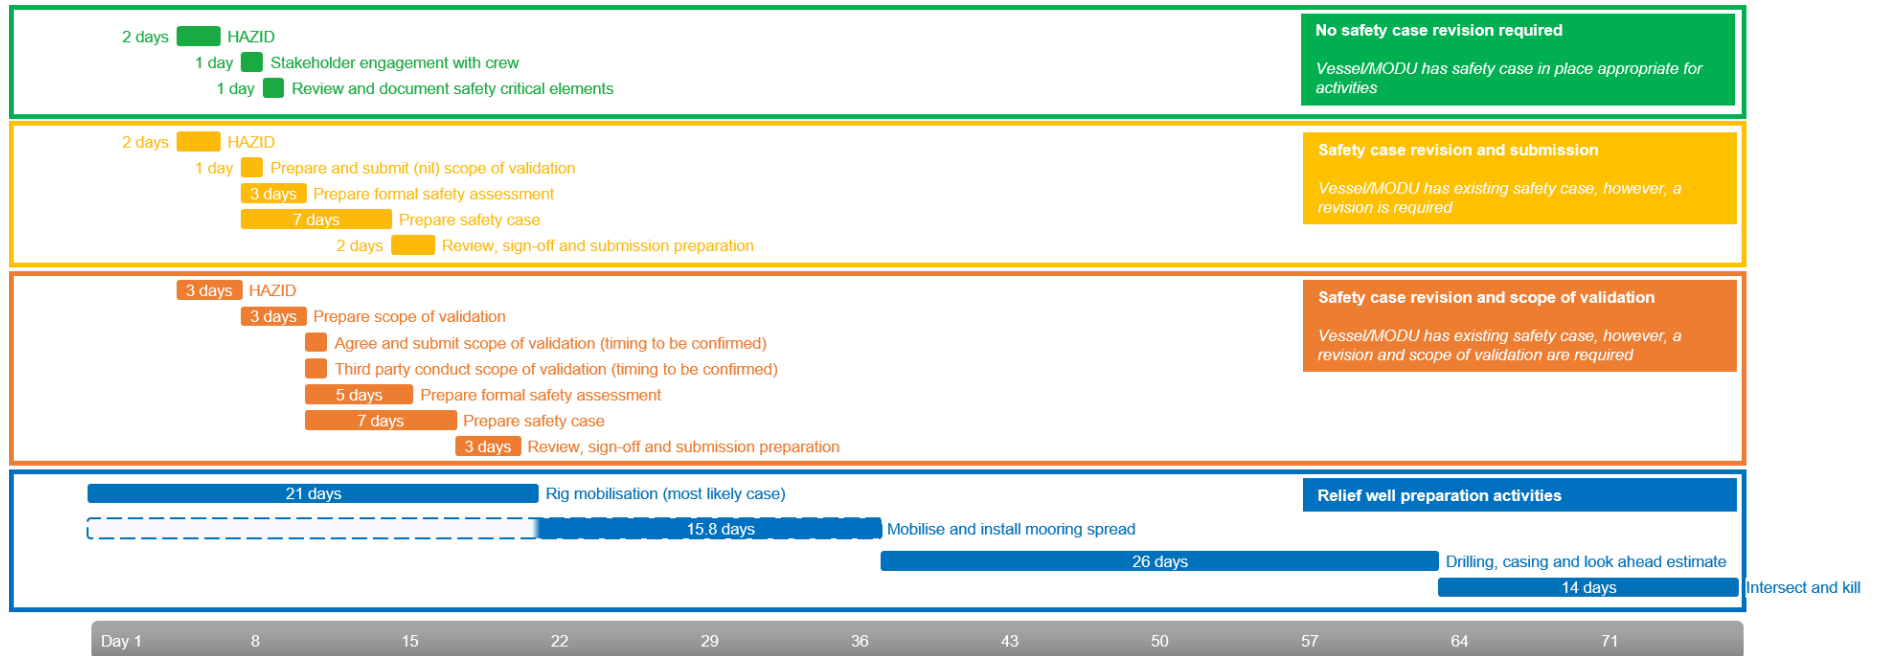 No safety case revision required
Vessel/MODU has safety case in place appropriate for
activities
2 days HAZID
1 day Stakeholder engagement with crew
1 day Review and document safety critical elements
Safety case revision and submission
Vessel/MODU has existing safety case, however, a
revision is required
2 days HAZID
1 day Prepare and submit (nil) scope of validation
3 days Prepare formal safety assessment
7 days Prepare safety case
2 days Review, sign-off and submission preparation
Safety case revision and scope of validation
Vessel/MODU has existing safety case, however, a
revision and scope of validation are required
3 days HAZID
3 days Prepare scope of validation
Agree and submit scope of validation (timing to be confirmed)
Third party conduct scope of validation (timing to be confirmed)
5 days Prepare formal safety assessment
7 days Prepare safety case
3 days Review, sign-off and submission preparation
Relief well preparation activities
21 days Rig mobilisation (most likely case)
15.8 days Mobilise and install mooring spread
26 days Drilling, casing and look ahead estimate
14 days Intersect and kill
Day 1 8 15 22 29 36 43 50 57 64 71